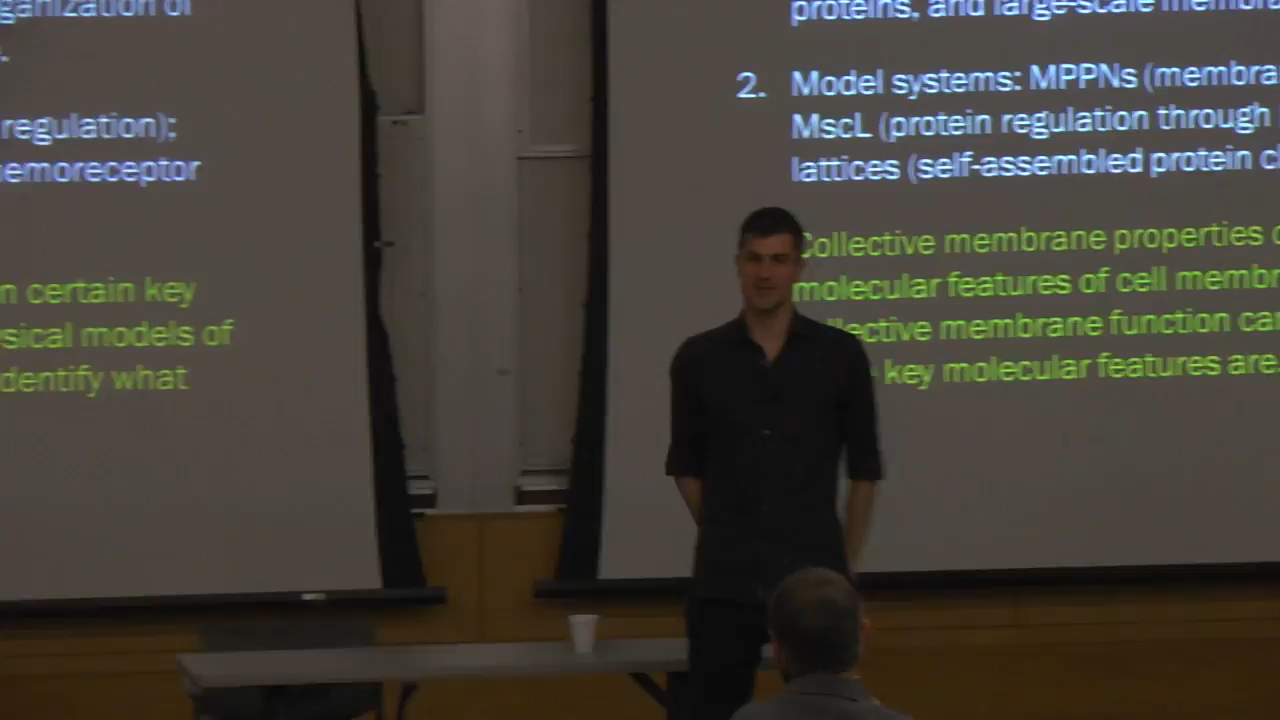 ganization of
.
regulation);
emoreceptor
n certain key
sical models of
dentify what
proteins, and large-scale membra
2. Model systems: MPPNs (membra
MscL (protein regulation through
lattices (self-assembled protein c
Collective membrane properties
molecular features of cell membr
llective membrane function ca
key molecular features are.